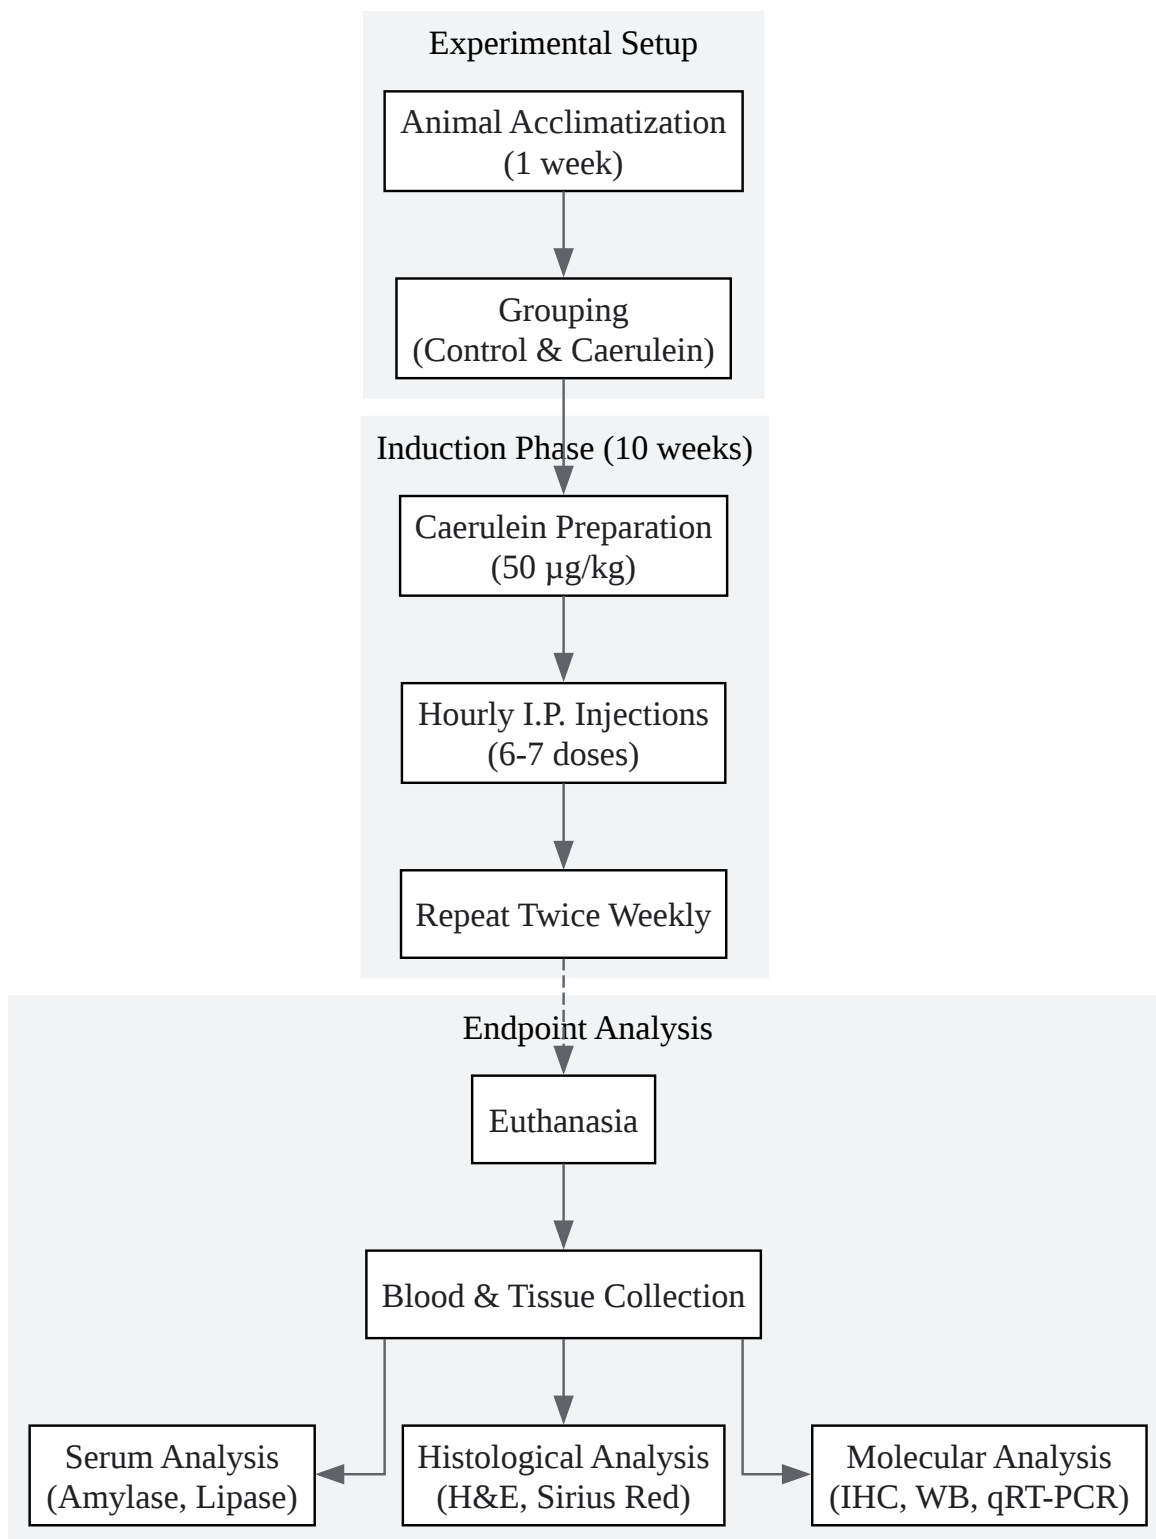 Experimental Setup
Animal Acclimatization
(1 week)
Grouping
(Control & Caerulein)
Induction Phase (10 weeks)
Caerulein Preparation
(50 µg/kg)
Hourly I.P. Injections
(6-7 doses)
Repeat Twice Weekly
Endpoint Analysis
Euthanasia
Blood & Tissue Collection
Serum Analysis
(Amylase, Lipase)
Histological Analysis
(H&E, Sirius Red)
Molecular Analysis
(IHC, WB, qRT-PCR)